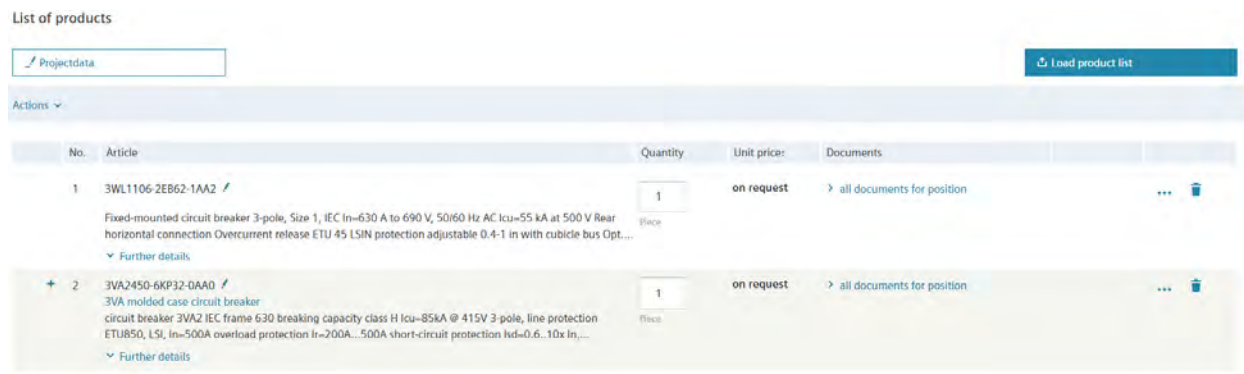 List of products
Projectdata
Load product list
Actions
No. Article Quantity Unit price: Documents
1 3WL1106-2EB62-1AA2 1 on request all documents for position ...
Fixed-mounted circuit breaker 3-pole, Size 1, IEC In=630 A to 690 V, 50/60 Hz AC Icu=55 kA at 500 V Rear Piece
horizontal connection Overcurrent release ETU 45 LSIN protection adjustable 0.4-1 in with cubicle bus Opt....
Further details
2 3VA2450-6KP32-0AA0 1 on request all documents for position ...
3VA molded case circuit breaker
circuit breaker 3VA2 IEC frame 630 breaking capacity class H Icu=85kA @ 415V 3-pole, line protection Piece
ETU850, LSI, In=500A overload protection Ir=200A...500A short-circuit protection Isd=0.6..10x In,...
Further details